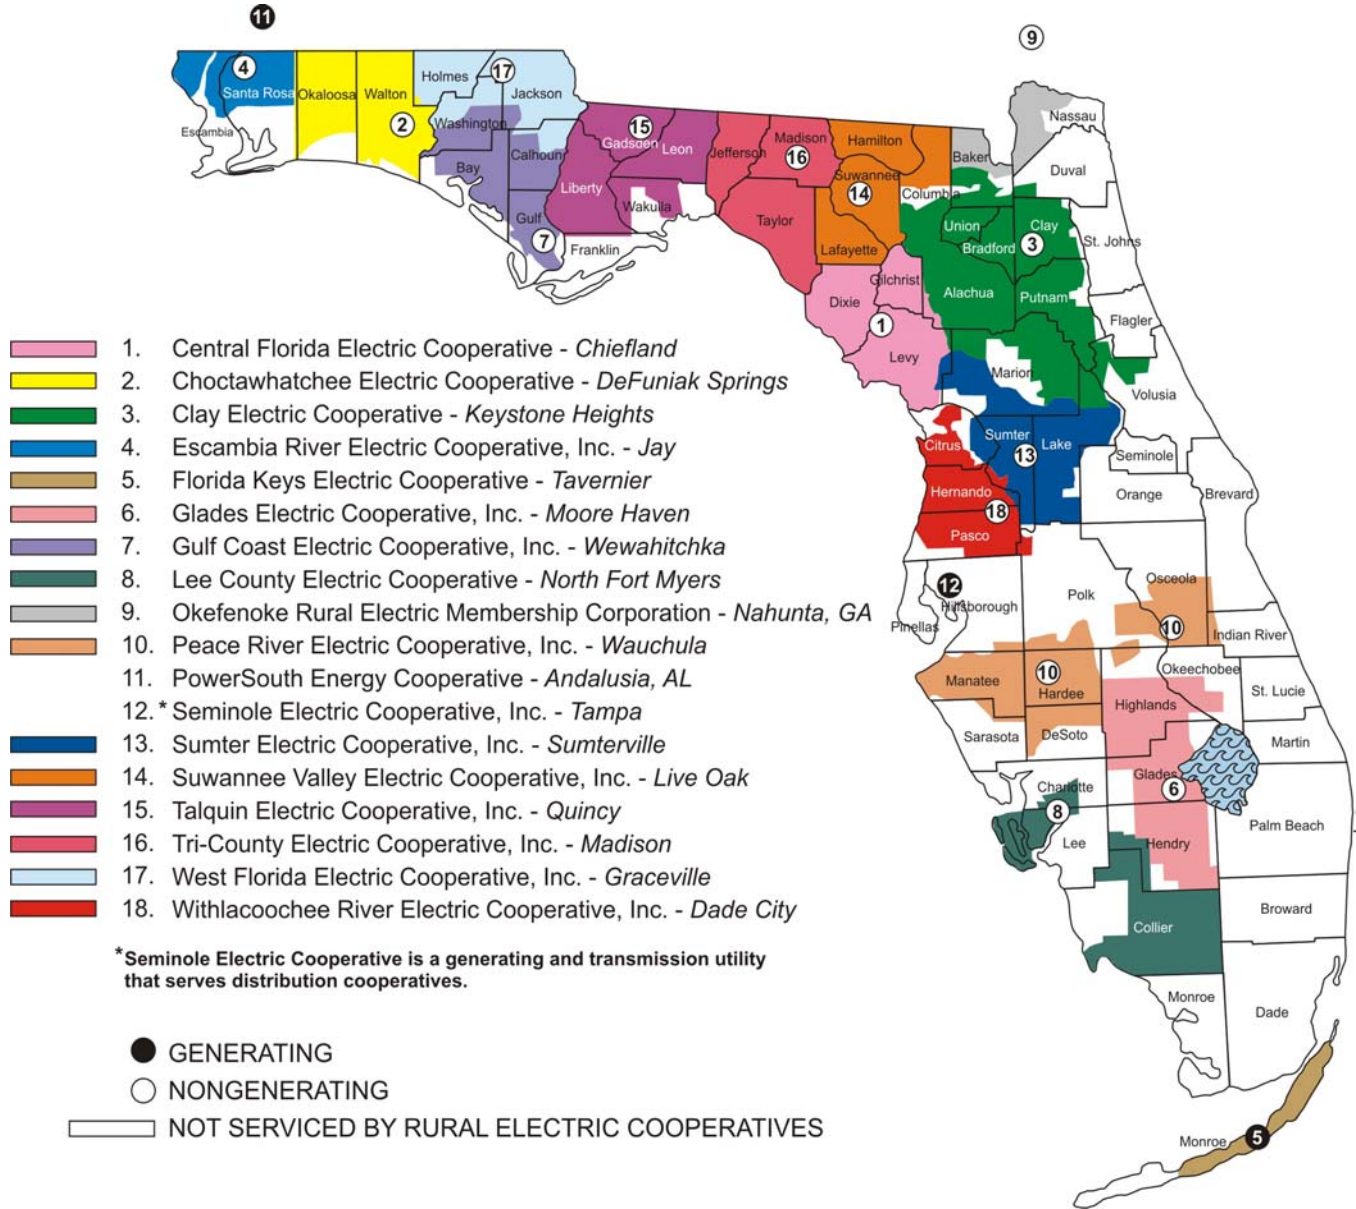 11
9
4
17
Holmes
Santa Rosa
Okaloosa
Walton
Jackson
Nassau
2
Washington
15
Escambia
Gadsden
Leon
Jefferson
Madison
16
Hamilton
Baker
Duval
Calhoun
Bay
Suwannee
14
Columbia
Liberty
Wakulla
Gulf
7
Franklin
Taylor
Lafayette
Union
Bradford
Clay
3
St. Johns
Gilchrist
Dixie
Alachua
Putnam
Flagler
1
Levy
Marion
Volusia
Citrus
Sumter
13
Lake
Seminole
Orange
Brevard
Hernando
18
Pasco
12
Hillsborough
Pinellas
Polk
Osceola
10
Indian River
Manatee
10
Hardee
Okeechobee
Highlands
St. Lucie
Sarasota
DeSoto
Martin
Glades
6
Charlotte
8
Lee
Hendry
Palm Beach
Collier
Broward
Monroe
Dade
Monroe
5
1. Central Florida Electric Cooperative - Chiefland
2. Choctawhatchee Electric Cooperative - DeFuniak Springs
3. Clay Electric Cooperative - Keystone Heights
4. Escambia River Electric Cooperative, Inc. - Jay
5. Florida Keys Electric Cooperative - Tavernier
6. Glades Electric Cooperative, Inc. - Moore Haven
7. Gulf Coast Electric Cooperative, Inc. - Wewahitchka
8. Lee County Electric Cooperative - North Fort Myers
9. Okefenoke Rural Electric Membership Corporation - Nahunta, GA
10. Peace River Electric Cooperative, Inc. - Wauchula
11. PowerSouth Energy Cooperative - Andalusia, AL
12.* Seminole Electric Cooperative, Inc. - Tampa
13. Sumter Electric Cooperative, Inc. - Sumterville
14. Suwannee Valley Electric Cooperative, Inc. - Live Oak
15. Talquin Electric Cooperative, Inc. - Quincy
16. Tri-County Electric Cooperative, Inc. - Madison
17. West Florida Electric Cooperative, Inc. - Graceville
18. Withlacoochee River Electric Cooperative, Inc. - Dade City
*Seminole Electric Cooperative is a generating and transmission utility
that serves distribution cooperatives.
GENERATING
NONGENERATING
NOT SERVICED BY RURAL ELECTRIC COOPERATIVES